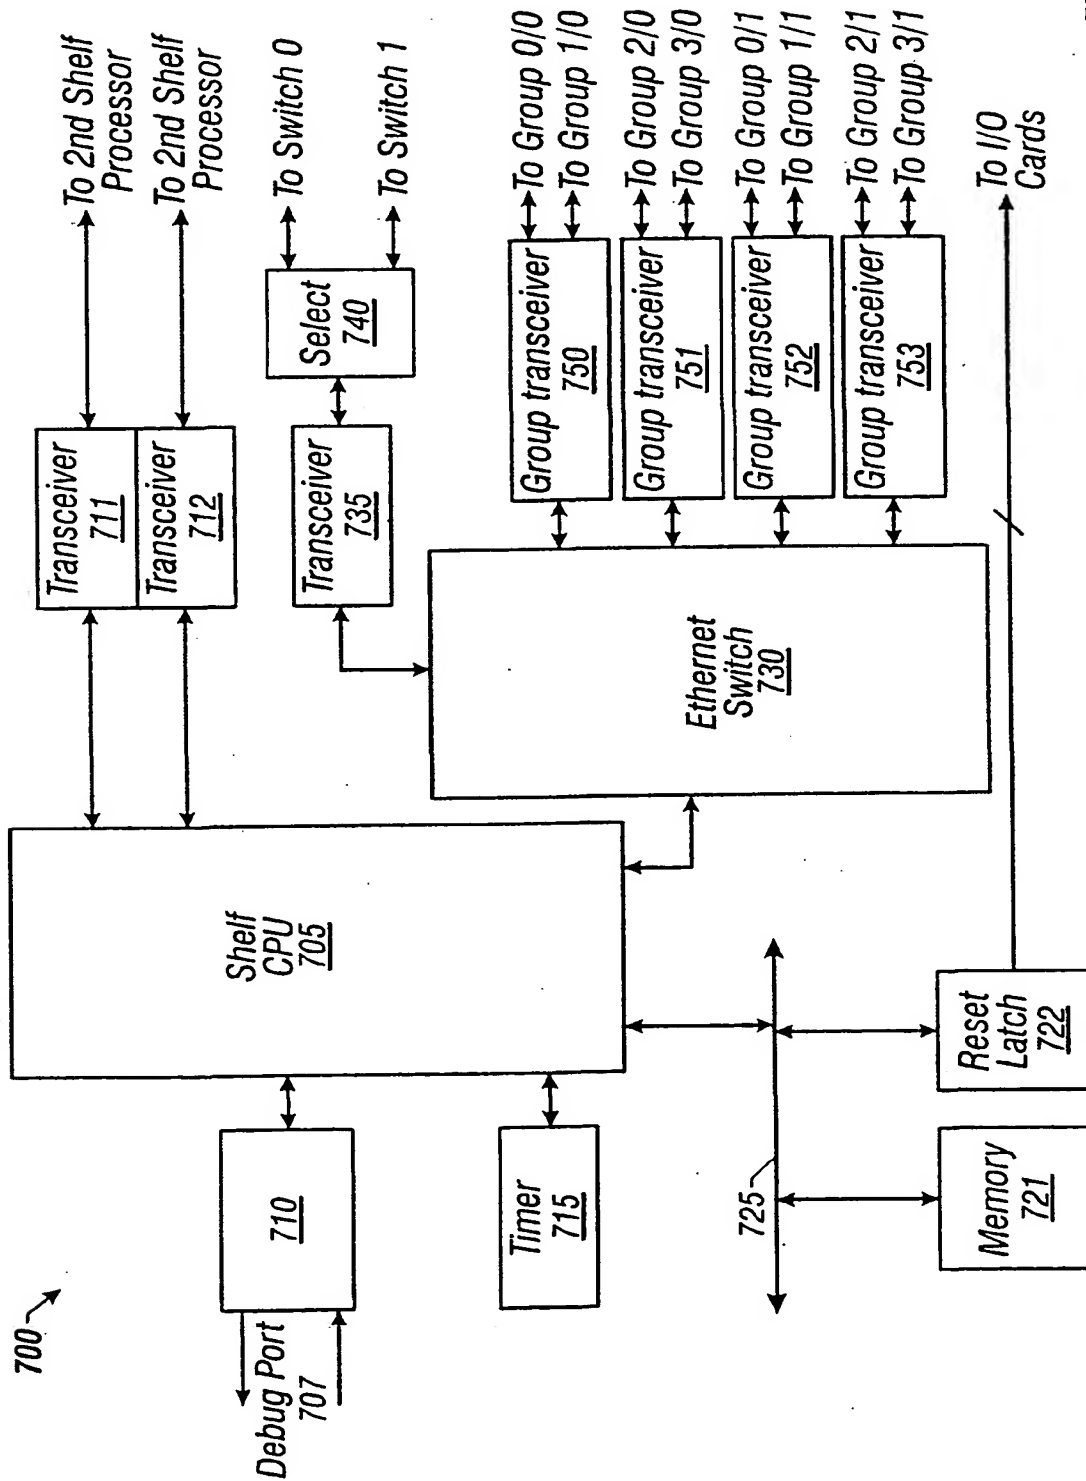 700
To 2nd Shelf
Processor
To 2nd Shelf
Processor
Transceiver
711
Transceiver
712
To Switch 0
To Switch 1
Select
740
Transceiver
735
Shelf
CPU
705
710
Debug Port
707
Timer
715
Ethernet
Switch
730
Group transceiver
750
Group transceiver
751
Group transceiver
752
Group transceiver
753
To Group 0/0
To Group 1/0
To Group 2/0
To Group 3/0
To Group 0/1
To Group 1/1
To Group 2/1
To Group 3/1
To I/O
Cards
725
Memory
721
Reset
Latch
722